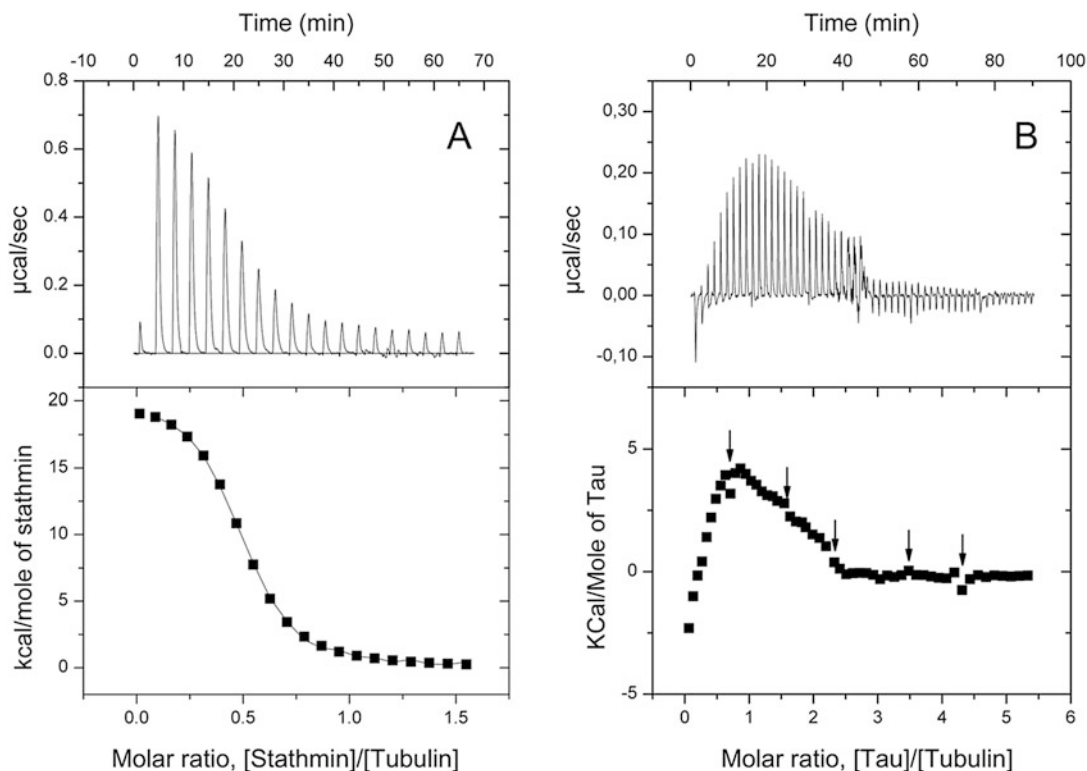 Time (min)
-10 0 10 20 30 40 50 60 70
0.8
0.6
0.4
0.2
0.0
µcal/sec
A
20
15
10
5
0
kcal/mole of stathmin
0.0 0.5 1.0 1.5
Molar ratio, [Stathmin]/[Tubulin]
Time (min)
0 20 40 60 80 100
0,30
0,20
0,10
0,00
-0,10
µcal/sec
B
5
0
-5
KCal/Mole of Tau
0 1 2 3 4 5 6
Molar ratio, [Tau]/[Tubulin]